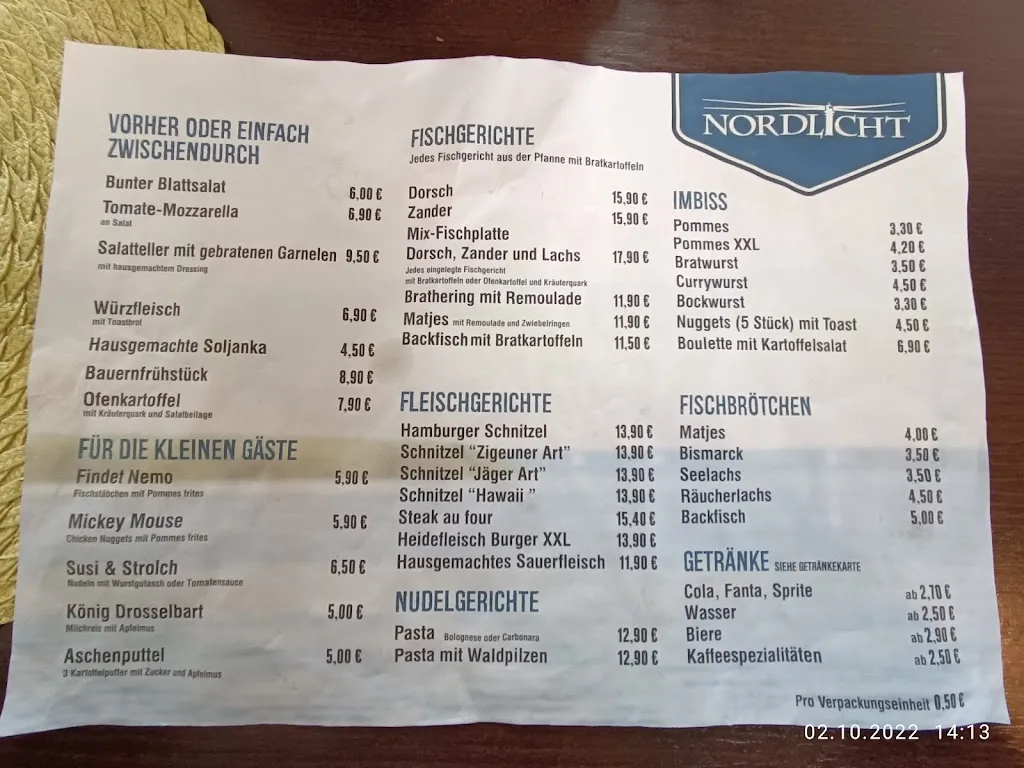 VORHER ODER EINFACH
ZWISCHENDURCH
Bunter Blattsalat 6,00 €
Tomate-Mozzarella 6,90 €
an Salat
Salatteller mit gebratenen Garnelen 9,50 €
mit hausgemachtem Dressing
Würzfleisch 6,90 €
mit Toastbrot
Hausgemachte Soljanka 4,50 €
Bauernfrühstück 8,90 €
Ofenkartoffel 7,90 €
mit Kräuterquark und Salatbeilage
FÜR DIE KLEINEN GÄSTE
Findet Nemo 5,90 €
Fischstäbchen mit Pommes frites
Mickey Mouse 5,90 €
Chicken Nuggets mit Pommes frites
Susi & Strolch 6,50 €
Nudeln mit Wurstgulasch oder Tomatensauce
König Drosselbart 5,00 €
Milchreis mit Apfelmus
Aschenputtel 5,00 €
3 Kartoffelpuffer mit Zucker und Apfelmus
FISCHGERICHTE
Jedes Fischgericht aus der Pfanne mit Bratkartoffeln
Dorsch 15,90 €
Zander 15,90 €
Mix-Fischplatte
Dorsch, Zander und Lachs 17,90 €
Jedes eingelegte Fischgericht
mit Bratkartoffeln oder Ofenkartoffel und Kräuterquark
Brathering mit Remoulade 11,90 €
Matjes mit Remoulade und Zwiebelringen 11,90 €
Backfisch mit Bratkartoffeln 11,50 €
FLEISCHGERICHTE
Hamburger Schnitzel 13,90 €
Schnitzel “Zigeuner Art” 13,90 €
Schnitzel “Jäger Art” 13,90 €
Schnitzel “Hawaii ” 13,90 €
Steak au four 15,40 €
Heidefleisch Burger XXL 13,90 €
Hausgemachtes Sauerfleisch 11,90 €
NUDELGERICHTE
Pasta Bolognese oder Carbonara 12,90 €
Pasta mit Waldpilzen 12,90 €
NORDLICHT
IMBISS
Pommes 3,30 €
Pommes XXL 4,20 €
Bratwurst 3,50 €
Currywurst 4,50 €
Bockwurst 3,30 €
Nuggets (5 Stück) mit Toast 4,50 €
Boulette mit Kartoffelsalat 6,90 €
FISCHBRÖTCHEN
Matjes 4,00 €
Bismarck 3,50 €
Seelachs 3,50 €
Räucherlachs 4,50 €
Backfisch 5,00 €
GETRÄNKE SIEHE GETRÄNKEKARTE
Cola, Fanta, Sprite ab 2,70 €
Wasser ab 2,50 €
Biere ab 2,90 €
Kaffeespezialitäten ab 2,50 €
Pro Verpackungseinheit 0,50 €
02.10.2022 14:13